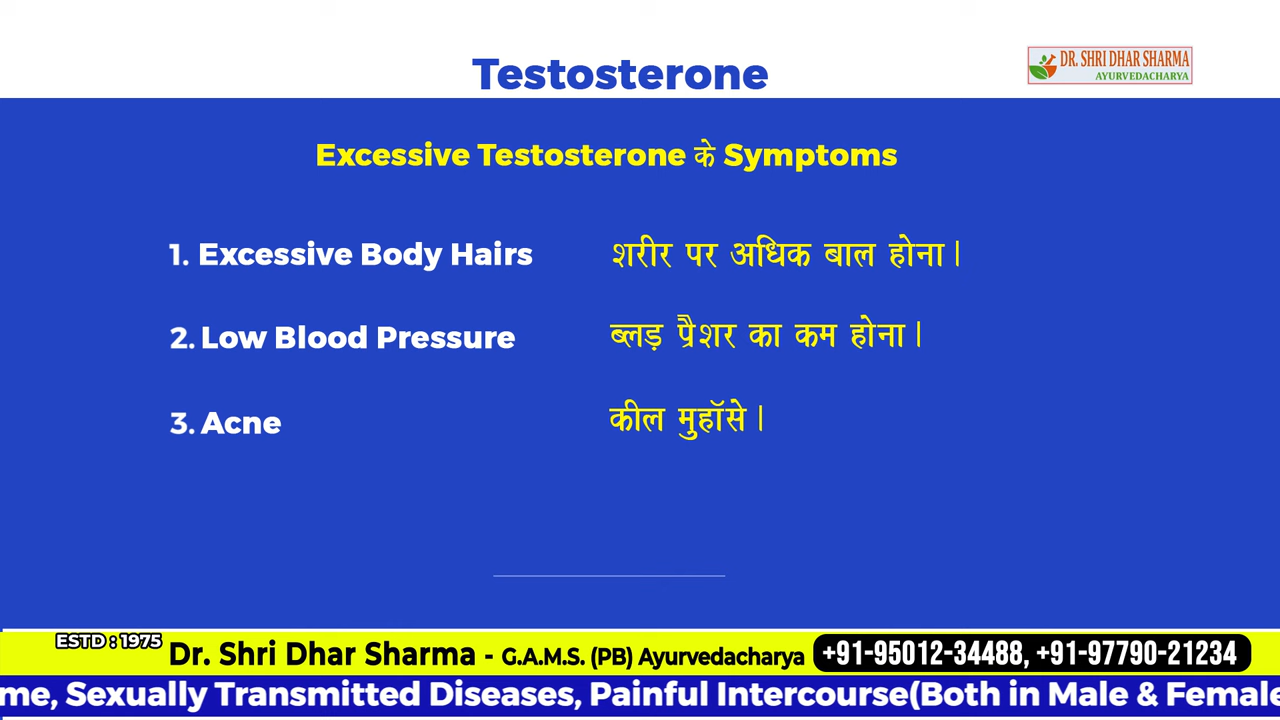 Testosterone
DR. SHRI DHAR SHARMA
AYURVEDACHARYA
Excessive Testosterone के Symptoms
1. Excessive Body Hairs शरीर पर अधिक बाल होना।
2. Low Blood Pressure ब्लड़ प्रैशर का कम होना।
3. Acne कील मुहॉसे।
ESTD : 1975
Dr. Shri Dhar Sharma - G.A.M.S. (PB) Ayurvedacharya +91-95012-34488, +91-97790-21234
me, Sexually Transmitted Diseases, Painful Intercourse(Both in Male & Female